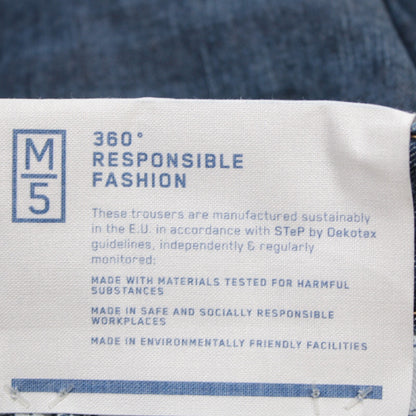 M
5
360°
RESPONSIBLE
FASHION
These trousers are manufactured sustainably
in the E.U. in accordance with STeP by Oekotex
guidelines, independently & regularly
monitored:
MADE WITH MATERIALS TESTED FOR HARMFUL
SUBSTANCES
MADE IN SAFE AND SOCIALLY RESPONSIBLE
WORKPLACES
MADE IN ENVIRONMENTALLY FRIENDLY FACILITIES